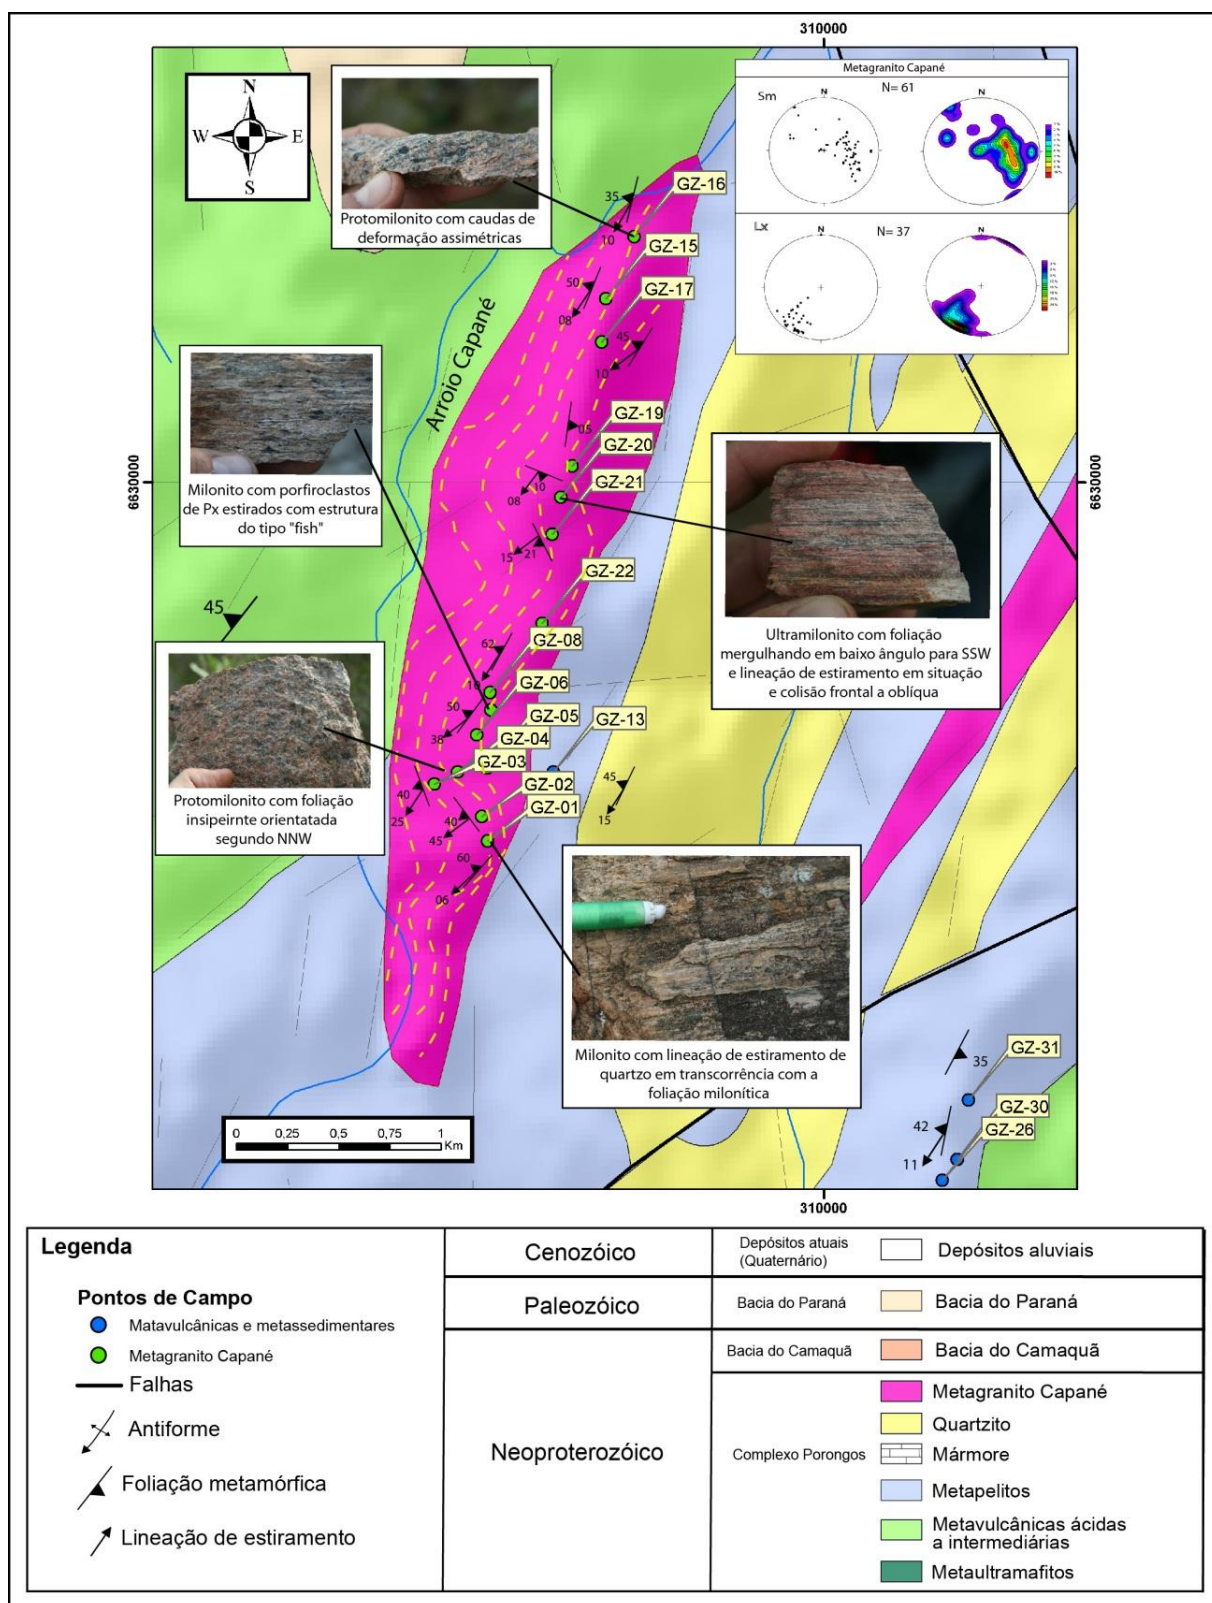 310000
Metagranito Capané
Sm
N= 61
N
N
Lx
N= 37
N
N
N
W
E
S
Protomilonito com caudas de
deformação assimétricas
35
10
GZ-16
GZ-15
50
08
GZ-17
45
10
Arroio Capané
Milonito com porfiroclastos
de Px estirados com estrutura
do tipo "fish"
05
GZ-19
GZ-20
10
08
GZ-21
15
21
6630000
6630000
Ultramilonito com foliação
mergulhando em baixo ângulo para SSW
e lineação de estiramento em situação
e colisão frontal a oblíqua
45
GZ-22
62
GZ-08
GZ-06
50
38
GZ-05
GZ-13
GZ-04
GZ-03
40
25
GZ-02
40
45
GZ-01
45
15
60
06
Protomilonito com foliação
insipeirnte orientatada
segundo NNW
Milonito com lineação de estiramento de
quartzo em transcorrência com a
foliação milonítica
35
GZ-31
GZ-30
42
GZ-26
11
0 0,25 0,5 0,75 1
Km
310000
Legenda
Pontos de Campo
Matavulcânicas e metassedimentares
Metagranito Capané
Falhas
Antiforme
Foliação metamórfica
Lineação de estiramento
Cenozóico
Depósitos atuais
(Quaternário)
Depósitos aluviais
Paleozóico
Bacia do Paraná
Bacia do Paraná
Neoproterozóico
Bacia do Camaquã
Bacia do Camaquã
Complexo Porongos
Metagranito Capané
Quartzito
Mármore
Metapelitos
Metavulcânicas ácidas
a intermediárias
Metaultramafitos